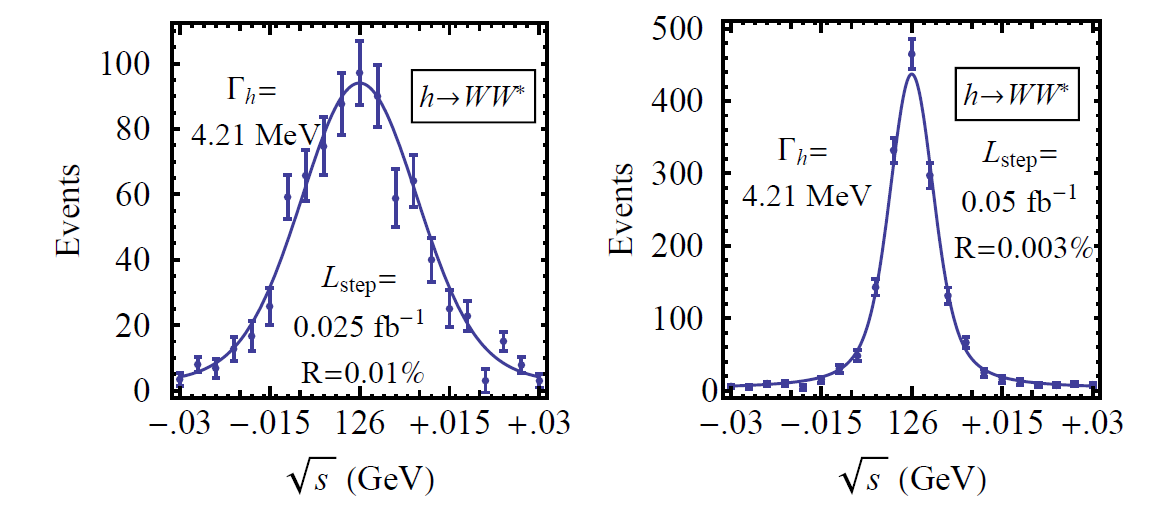 100
80
60
40
20
0
Events
Γh=
4.21 MeV
h→WW*
Lstep=
0.025 fb⁻¹
R=0.01%
−.03 −.015 126 +.015 +.03
√s (GeV)
500
400
300
200
100
0
Events
Γh=
4.21 MeV
h→WW*
Lstep=
0.05 fb⁻¹
R=0.003%
−.03 −.015 126 +.015 +.03
√s (GeV)